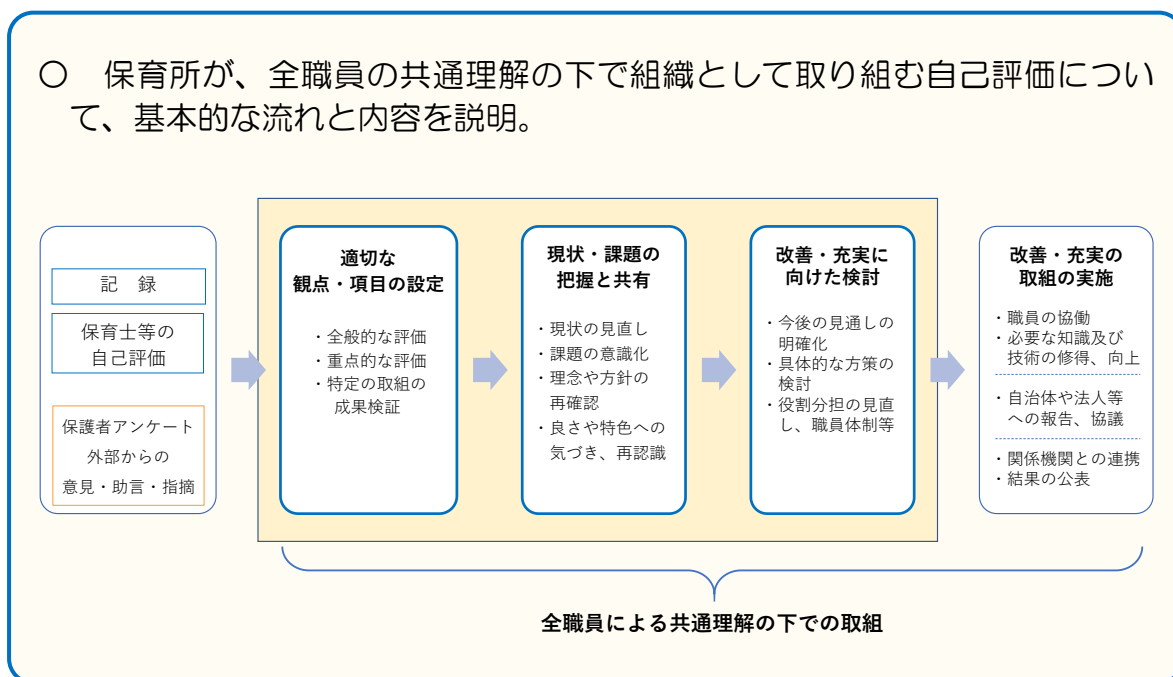 ○　保育所が、全職員の共通理解の下で組織として取り組む自己評価につい
て、基本的な流れと内容を説明。
記　録
保育士等の
自己評価
保護者アンケート
外部からの
意見・助言・指摘
適切な
観点・項目の設定
・全般的な評価
・重点的な評価
・特定の取組の
成果検証
現状・課題の
把握と共有
・現状の見直し
・課題の意識化
・理念や方針の
再確認
・良さや特色への
気づき、再認識
改善・充実に
向けた検討
・今後の見通しの
明確化
・具体的な方策の
検討
・役割分担の見直
し、職員体制等
改善・充実の
取組の実施
・職員の協働
・必要な知識及び
技術の修得、向上
・自治体や法人等
への報告、協議
・関係機関との連携
・結果の公表
全職員による共通理解の下での取組